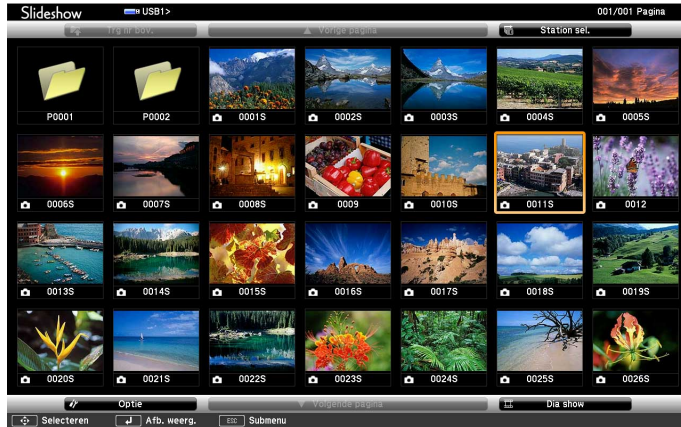 Slideshow USB1> 001/001 Pagina
Trg nr bov. Vorige pagina Station sel.
P0001 P0002 0001S 0002S 0003S 0004S 0005S
0006S 0007S 0008S 0009 0010S 0011S 0012
0013S 0014S 0015S 0016S 0017S 0018S 0019S
0020S 0021S 0022S 0023S 0024S 0025S 0026S
Optie Volgende pagina Dia show
Selecteren Afb. weerg. ESC Submenu